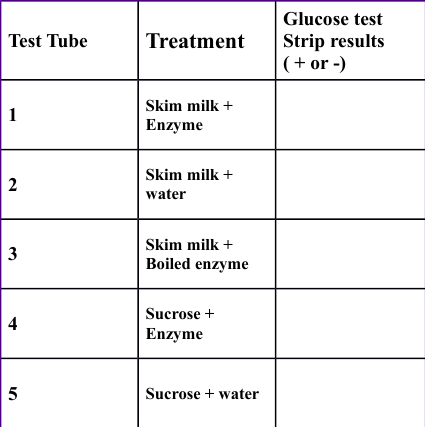 Test Tube
Treatment
Glucose test
Strip results
( + or -)
1
Skim milk +
Enzyme
2
Skim milk +
water
3
Skim milk +
Boiled enzyme
4
Sucrose +
Enzyme
5
Sucrose + water